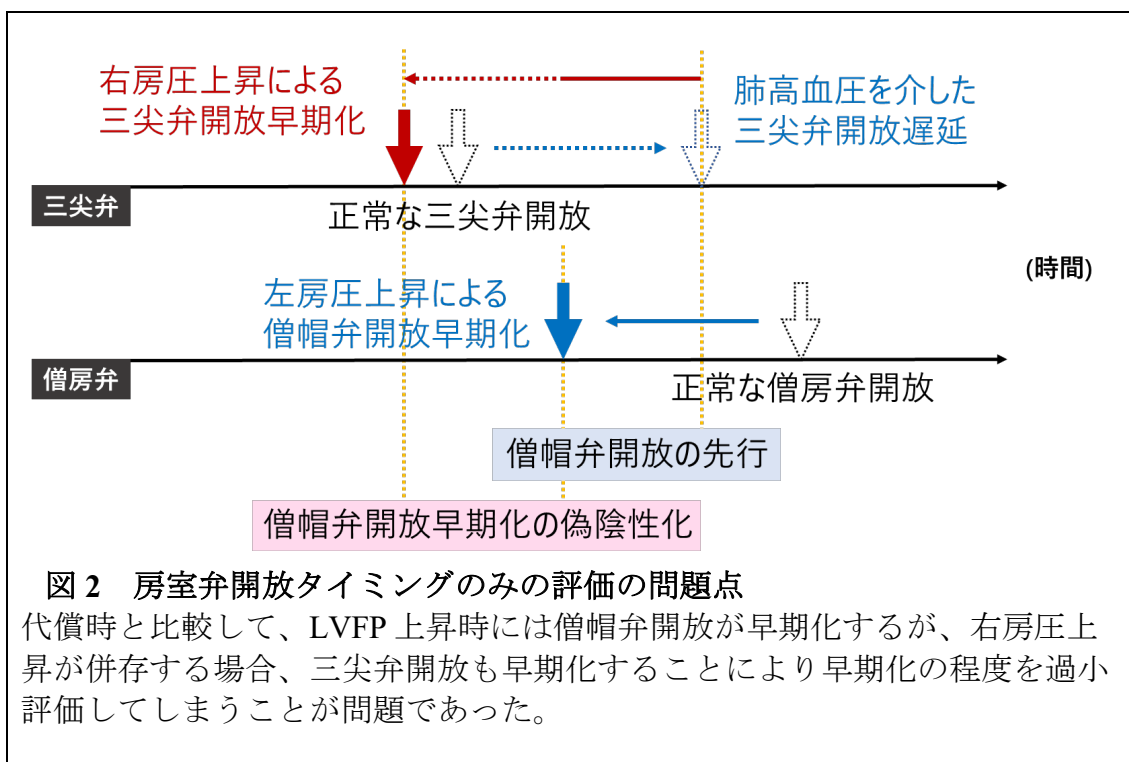 右房圧上昇による
三尖弁開放早期化
肺高血圧を介した
三尖弁開放遅延
三尖弁
正常な三尖弁開放
(時間)
左房圧上昇による
僧帽弁開放早期化
僧房弁
正常な僧房弁開放
僧帽弁開放の先行
僧帽弁開放早期化の偽陰性化
図 2 房室弁開放タイミングのみの評価の問題点
代償時と比較して、LVFP 上昇時には僧帽弁開放が早期化するが、右房圧上
昇が併存する場合、三尖弁開放も早期化することにより早期化の程度を過小
評価してしまうことが問題であった。